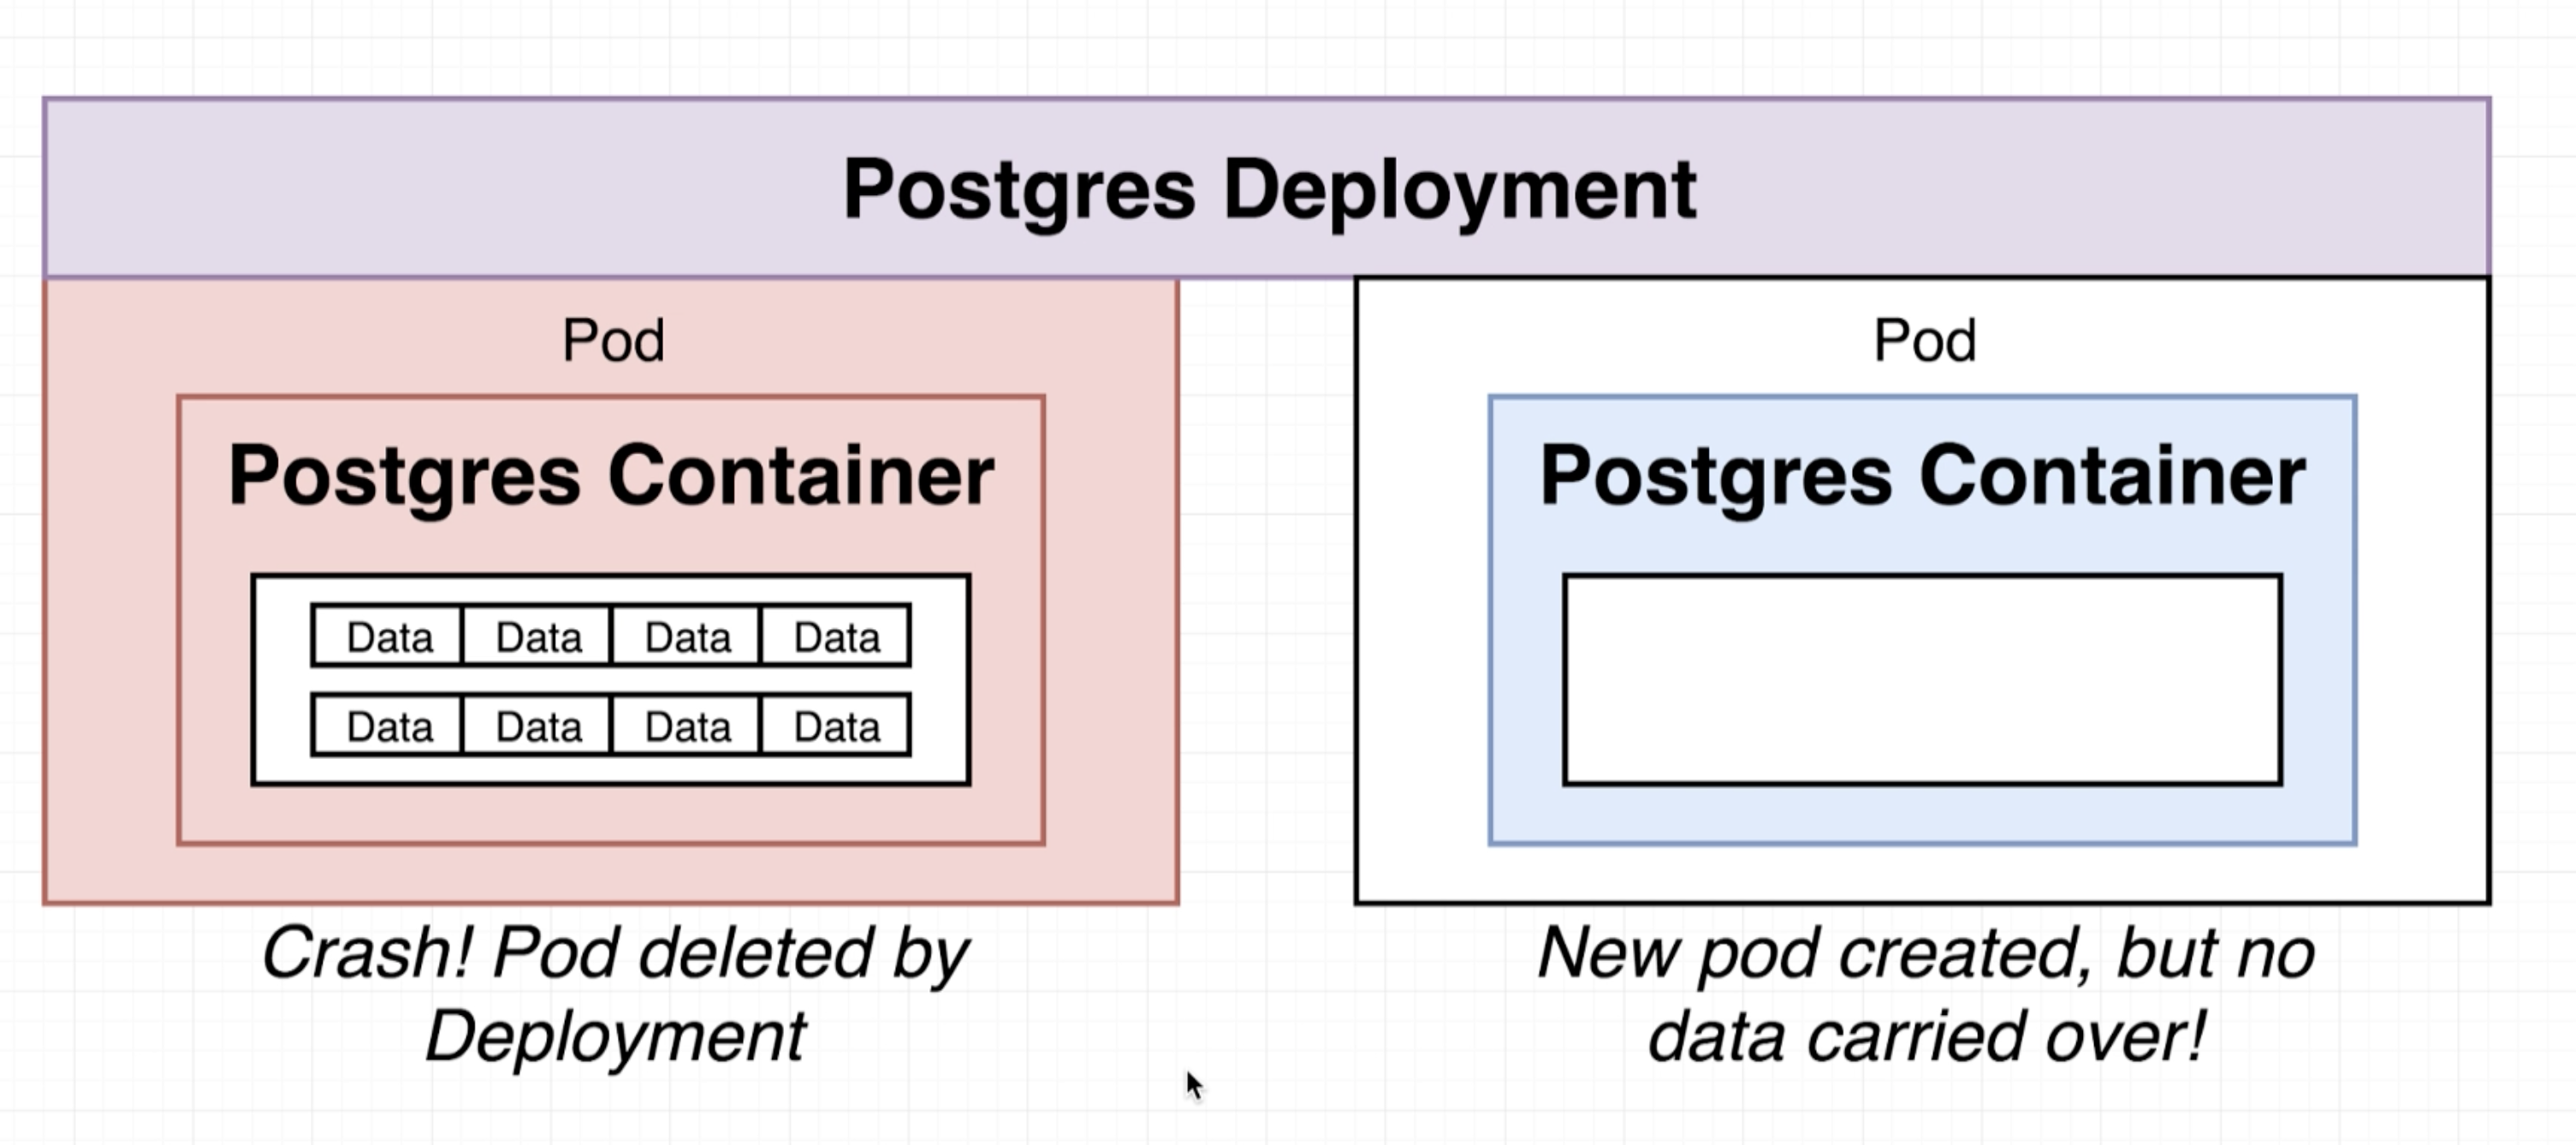 Postgres Deployment
Pod
Postgres Container
Data Data Data Data
Data Data Data Data
Crash! Pod deleted by
Deployment
Pod
Postgres Container
New pod created, but no
data carried over!